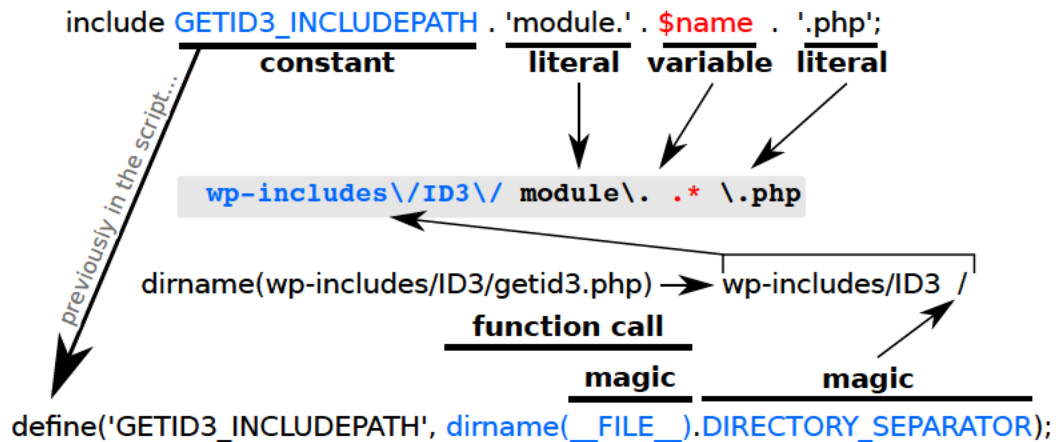 include GETID3_INCLUDEPATH . 'module.' . $name . '.php';
constant literal variable literal
previously in the script...
wp-includes\/ID3\/ module\. .* \.php
dirname(wp-includes/ID3/getid3.php) wp-includes/ID3 /
function call
magic magic
define('GETID3_INCLUDEPATH', dirname(__FILE__).DIRECTORY_SEPARATOR);